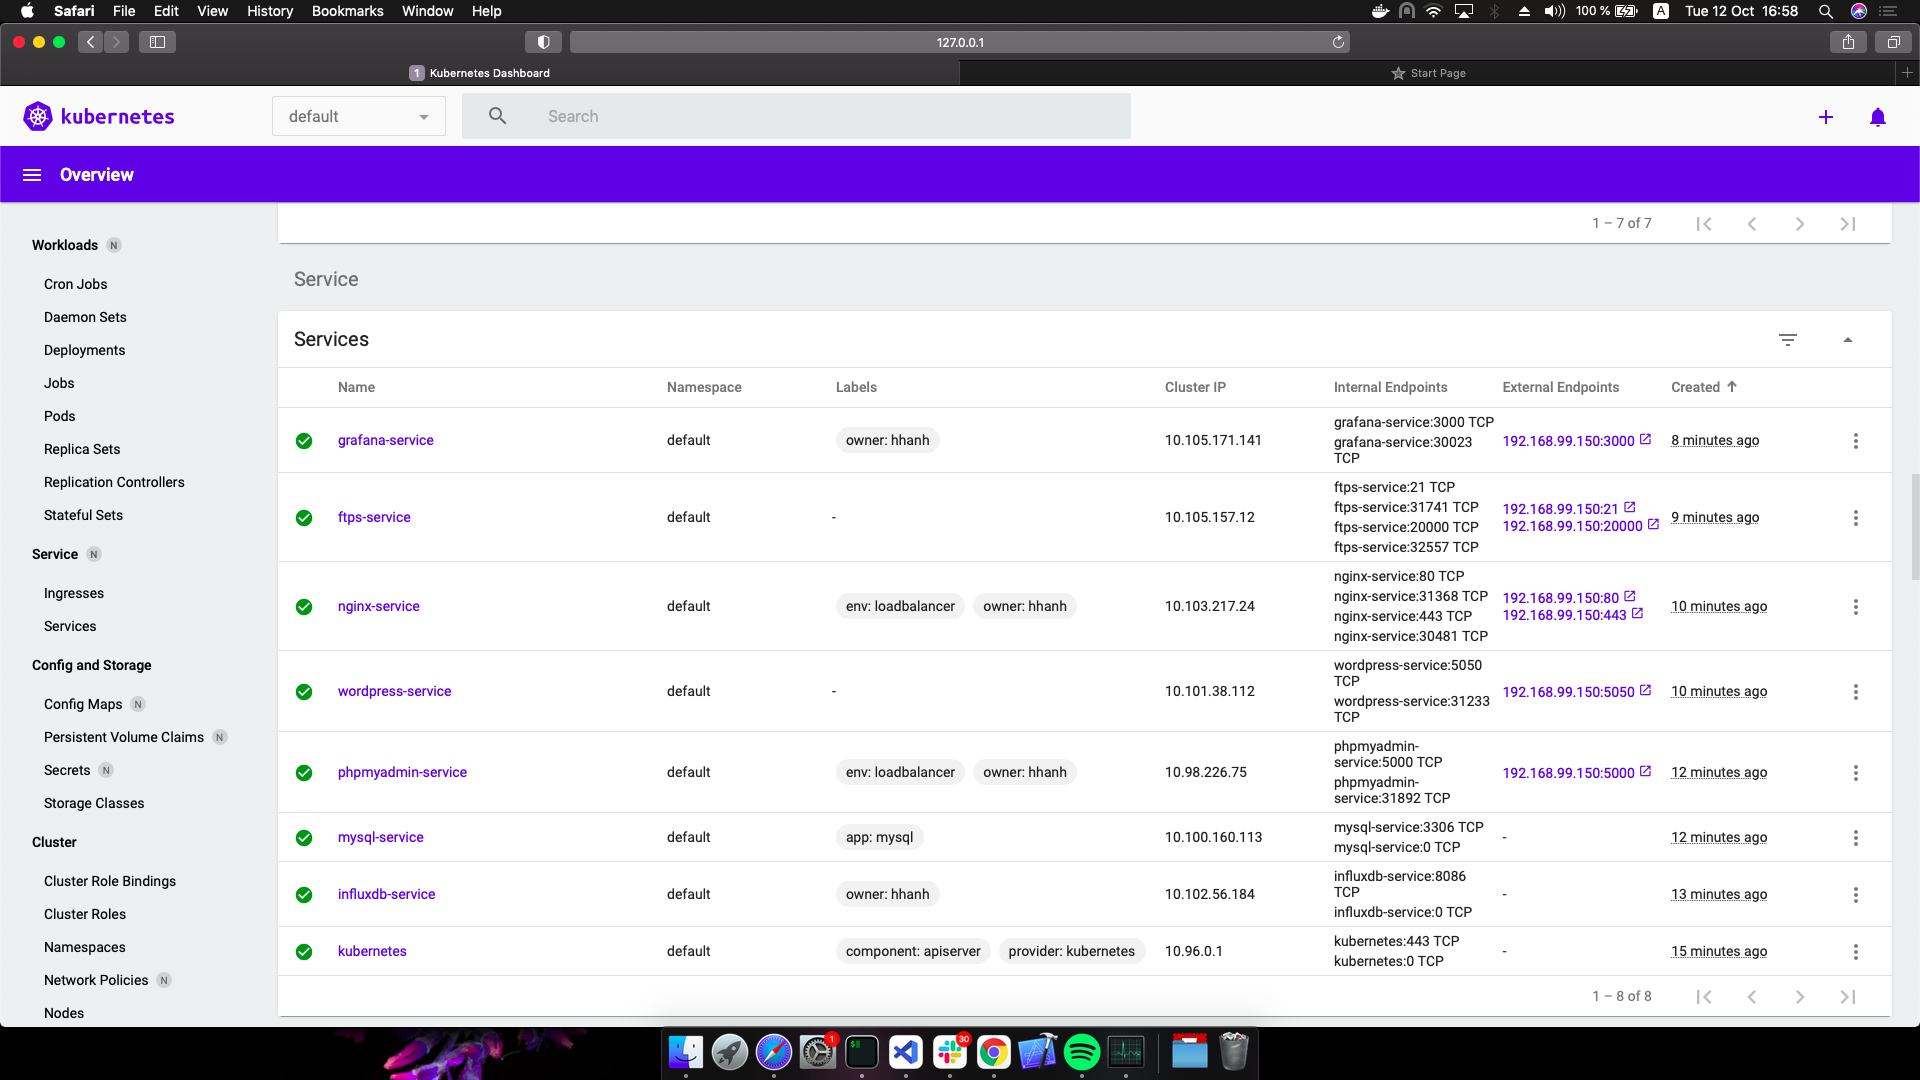 Safari File Edit View History Bookmarks Window Help 100 % A Tue 12 Oct 16:58
127.0.0.1
1 Kubernetes Dashboard Start Page
kubernetes default Search
Overview
1 – 7 of 7
Workloads N
Cron Jobs
Daemon Sets
Deployments
Jobs
Pods
Replica Sets
Replication Controllers
Stateful Sets
Service N
Ingresses
Services
Config and Storage
Config Maps N
Persistent Volume Claims N
Secrets N
Storage Classes
Cluster
Cluster Role Bindings
Cluster Roles
Namespaces
Network Policies N
Nodes
Service
Services
Name Namespace Labels Cluster IP Internal Endpoints External Endpoints Created
grafana-service default owner: hhanh 10.105.171.141
grafana-service:3000 TCP
grafana-service:30023
TCP
192.168.99.150:3000
8 minutes ago
ftps-service default - 10.105.157.12
ftps-service:21 TCP
ftps-service:31741 TCP
ftps-service:20000 TCP
ftps-service:32557 TCP
192.168.99.150:21
192.168.99.150:20000
9 minutes ago
nginx-service default env: loadbalancer owner: hhanh 10.103.217.24
nginx-service:80 TCP
nginx-service:31368 TCP
nginx-service:443 TCP
nginx-service:30481 TCP
192.168.99.150:80
192.168.99.150:443
10 minutes ago
wordpress-service default - 10.101.38.112
wordpress-service:5050
TCP
wordpress-service:31233
TCP
192.168.99.150:5050
10 minutes ago
phpmyadmin-service default env: loadbalancer owner: hhanh 10.98.226.75
phpmyadmin-
service:5000 TCP
phpmyadmin-
service:31892 TCP
192.168.99.150:5000
12 minutes ago
mysql-service default app: mysql 10.100.160.113
mysql-service:3306 TCP
mysql-service:0 TCP
-
12 minutes ago
influxdb-service default owner: hhanh 10.102.56.184
influxdb-service:8086
TCP
influxdb-service:0 TCP
-
13 minutes ago
kubernetes default component: apiserver provider: kubernetes 10.96.0.1
kubernetes:443 TCP
kubernetes:0 TCP
-
15 minutes ago
1 – 8 of 8
1 $ 30